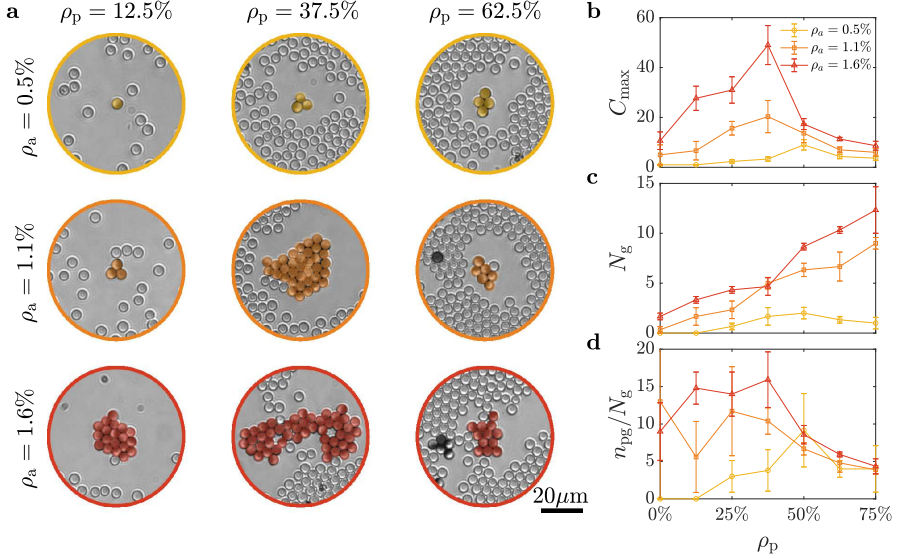 a
ρp = 12.5%
ρp = 37.5%
ρp = 62.5%
ρa = 0.5%
ρa = 1.1%
ρa = 1.6%
20μm
b
Cmax
60
40
20
0
ρa = 0.5%
ρa = 1.1%
ρa = 1.6%
c
Ng
15
10
5
0
d
npg/Ng
20
15
10
5
0
0%
25%
50%
75%
ρp